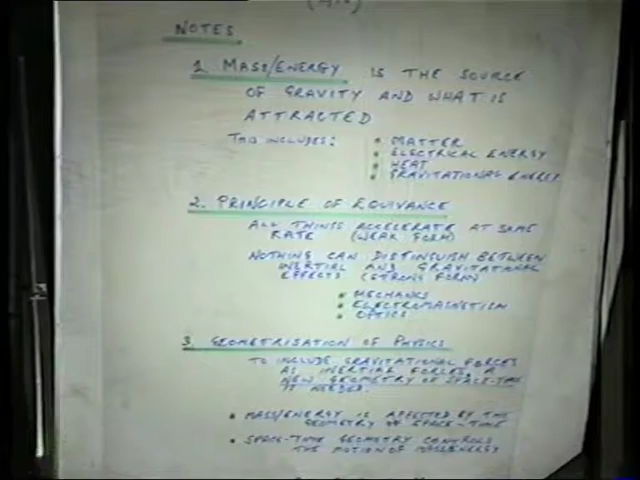 NOTES
1. MASS/ENERGY IS THE SOURCE
OF GRAVITY AND WHAT IS
ATTRACTED
THIS INCLUDES:
• MATTER
• ELECTRICAL ENERGY
• HEAT
• GRAVITATIONAL ENERGY
2. PRINCIPLE OF EQUIVANCE
ALL THINGS ACCELERATE AT SAME
RATE (WEAK FORM)
NOTHING CAN DISTINGUISH BETWEEN
INERTIAL AND GRAVITATIONAL
EFFECTS (STRONG FORM)
• MECHANICS
• ELECTROMAGNETISM
• OPTICS
3. GEOMETRISATION OF PHYSICS
TO INCLUDE GRAVITATIONAL FORCES
AS INERTIAL FORCES, A
NEW GEOMETRY OF SPACE-TIME
IS NEEDED.
• MASS/ENERGY IS AFFECTED BY THE
GEOMETRY OF SPACE-TIME
• SPACE-TIME GEOMETRY CONTROLS
THE MOTION OF MASS/ENERGY